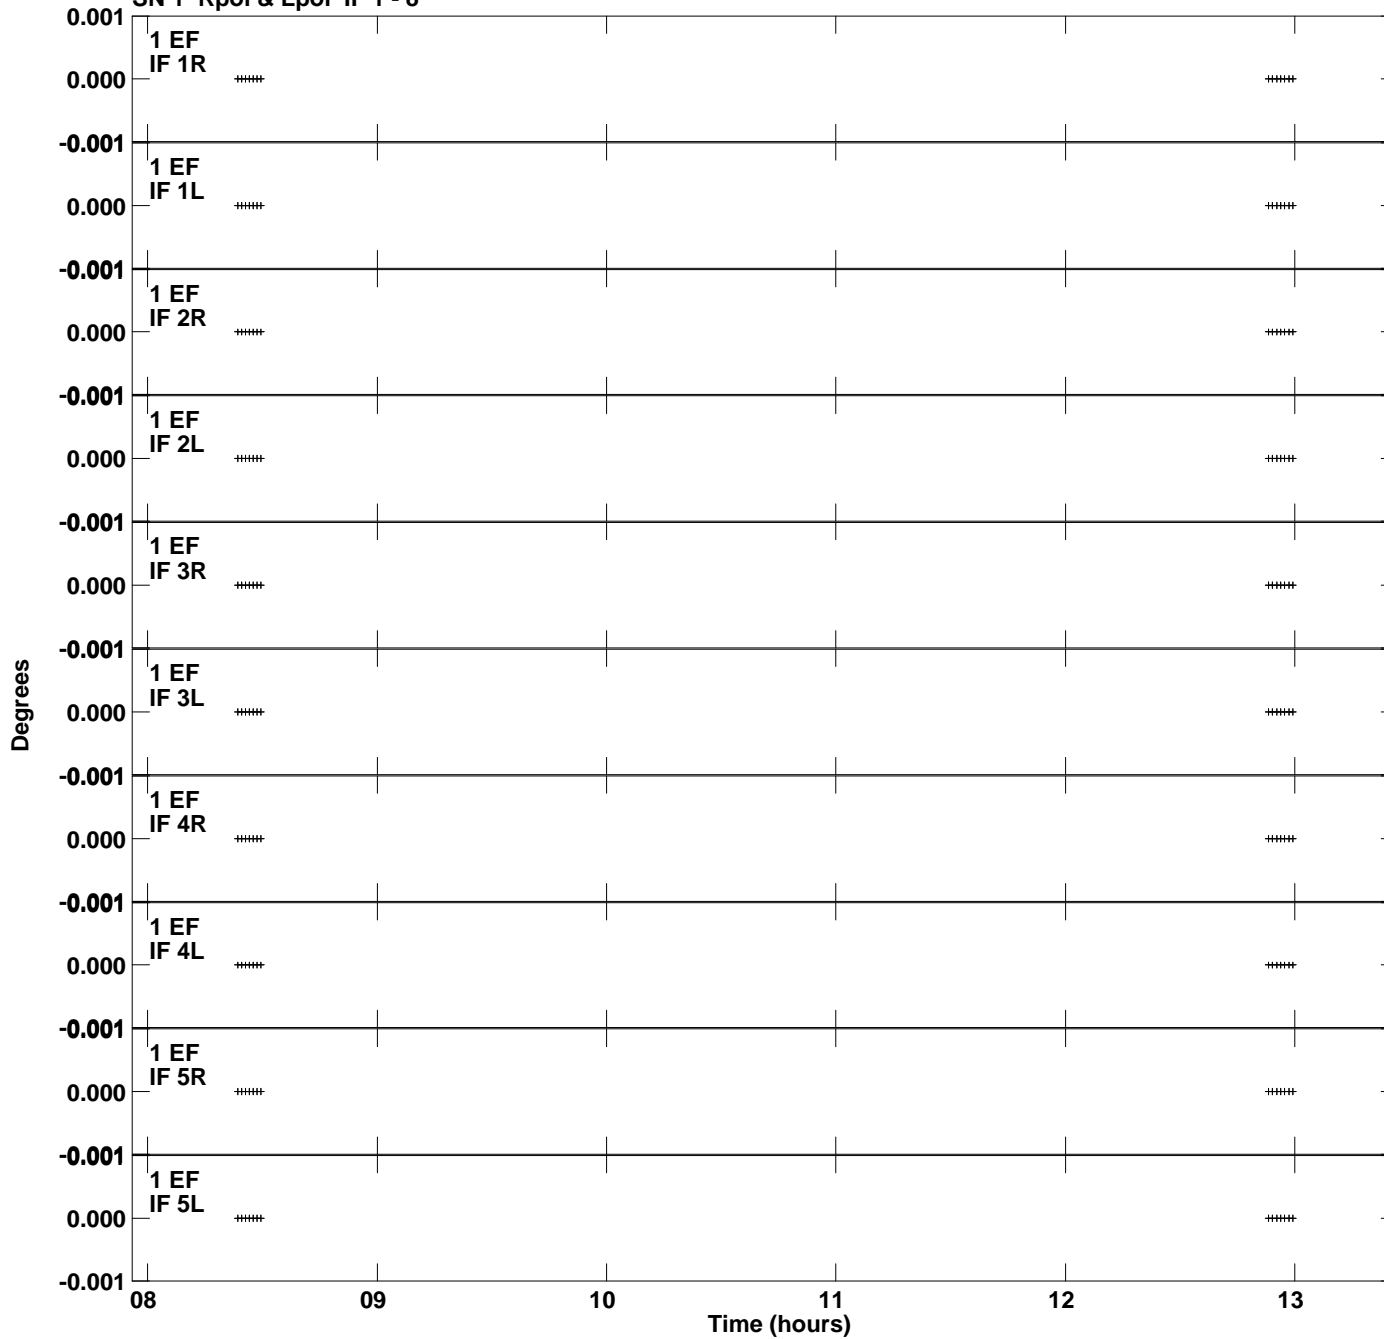 SN 1 Rpol & Lpol IF 1 - 8
0.001
1 EF
IF 1R
0.000
-0.001
1 EF
IF 1L
0.000
-0.001
1 EF
IF 2R
0.000
-0.001
1 EF
IF 2L
0.000
-0.001
1 EF
IF 3R
0.000
-0.001
1 EF
IF 3L
0.000
-0.001
1 EF
IF 4R
0.000
-0.001
1 EF
IF 4L
0.000
-0.001
1 EF
IF 5R
0.000
-0.001
1 EF
IF 5L
0.000
-0.001
Degrees
08 09 10 11 12 13
Time (hours)